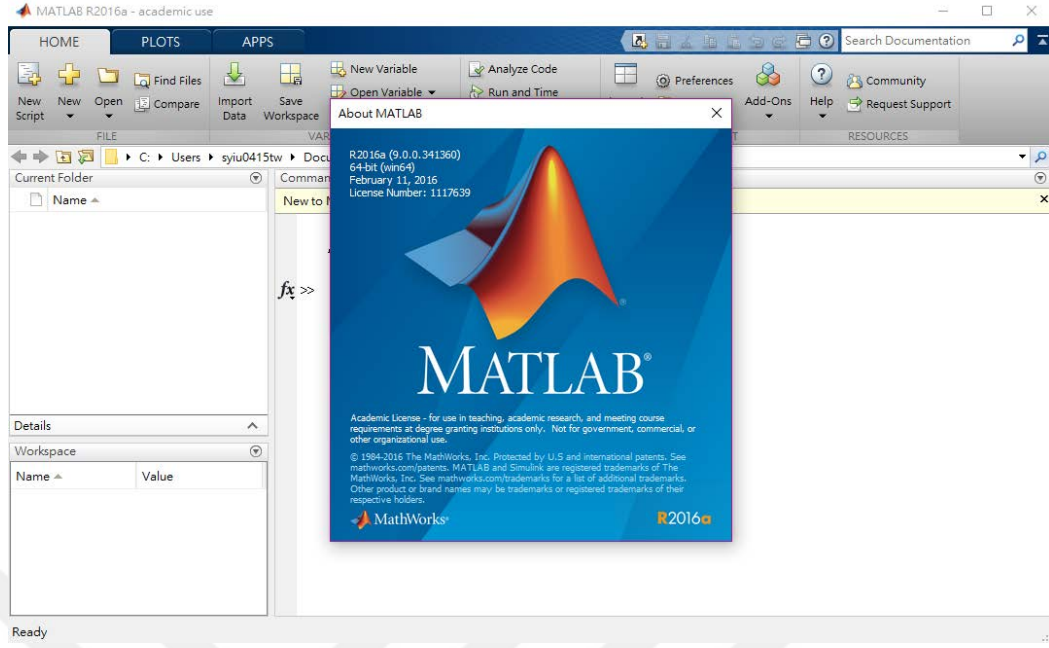 MATLAB R2016a - academic use
HOME PLOTS APPS
Search Documentation
New Script
New
Open
Find Files
Compare
Import Data
Save Workspace
New Variable
Open Variable
Analyze Code
Run and Time
Preferences
Add-Ons
Help
Community
Request Support
FILE
VAR
RESOURCES
C: Users syiu0415tw Docu
Current Folder
Name
Comman
New to
fx >>
Details
Workspace
Name Value
Ready
About MATLAB
R2016a (9.0.0.341360)
64-bit (win64)
February 11, 2016
License Number: 1117639
MATLAB®
Academic License - for use in teaching, academic research, and meeting course
requirements at degree granting institutions only. Not for government, commercial, or
other organizational use.
© 1984-2016 The MathWorks, Inc. Protected by U.S and international patents. See
mathworks.com/patents. MATLAB and Simulink are registered trademarks of The
MathWorks, Inc. See mathworks.com/trademarks for a list of additional trademarks.
Other product or brand names may be trademarks or registered trademarks of their
respective holders.
MathWorks®
R2016a